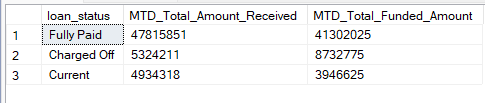 loan_status MTD_Total_Amount_Received MTD_Total_Funded_Amount
1 Fully Paid 47815851 41302025
2 Charged Off 5324211 8732775
3 Current 4934318 3946625